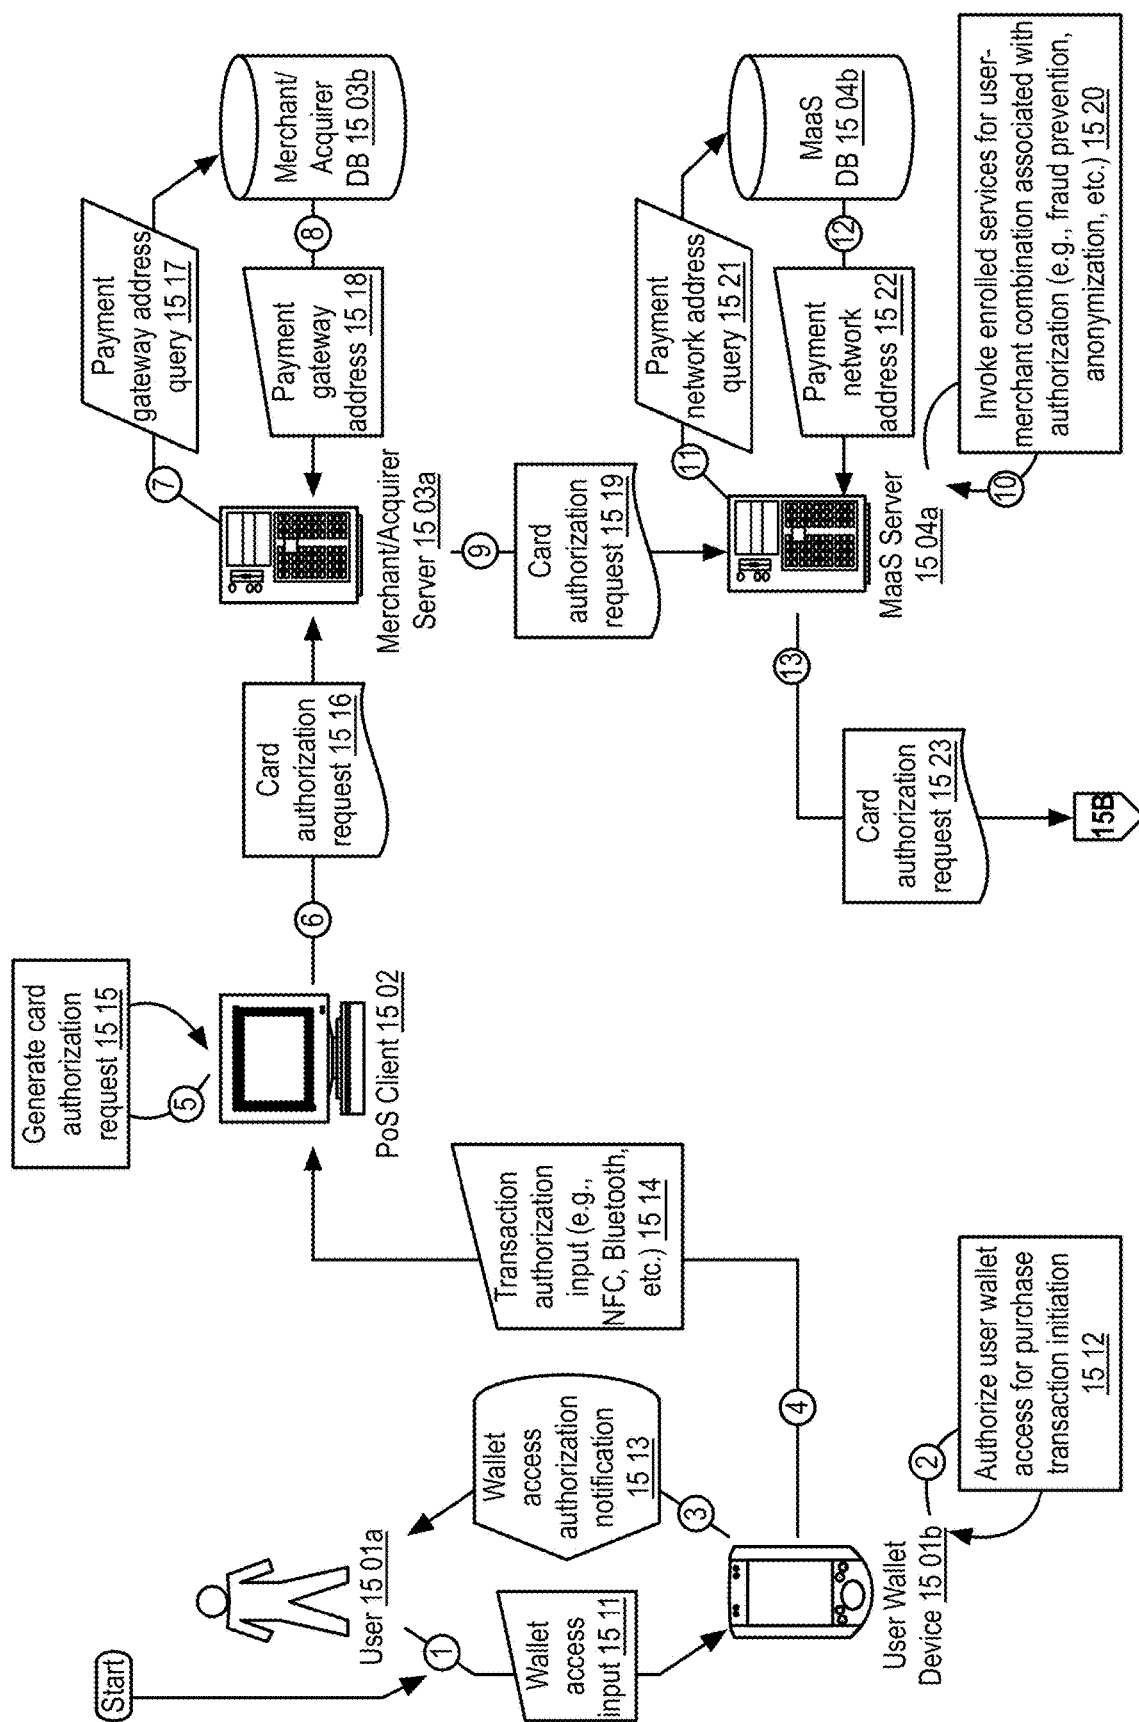 Start
User 15 01a
1
Wallet
access
input 15 11
User Wallet
Device 15 01b
2
Authorize user wallet
access for purchase
transaction initiation
15 12
3
Wallet
access
authorization
notification
15 13
4
Transaction
authorization
input (e.g.,
NFC, Bluetooth,
etc.) 15 14
PoS Client 15 02
5
Generate card
authorization
request 15 15
6
Card
authorization
request 15 16
Merchant/Acquirer
Server 15 03a
7
Payment
gateway address
query 15 17
Merchant/
Acquirer
DB 15 03b
8
Payment
gateway
address 15 18
9
Card
authorization
request 15 19
MaaS Server
15 04a
10
Invoke enrolled services for user-
merchant combination associated with
authorization (e.g., fraud prevention,
anonymization, etc.) 15 20
11
Payment
network address
query 15 21
MaaS
DB 15 04b
12
Payment
network
address 15 22
13
Card
authorization
request 15 23
15B